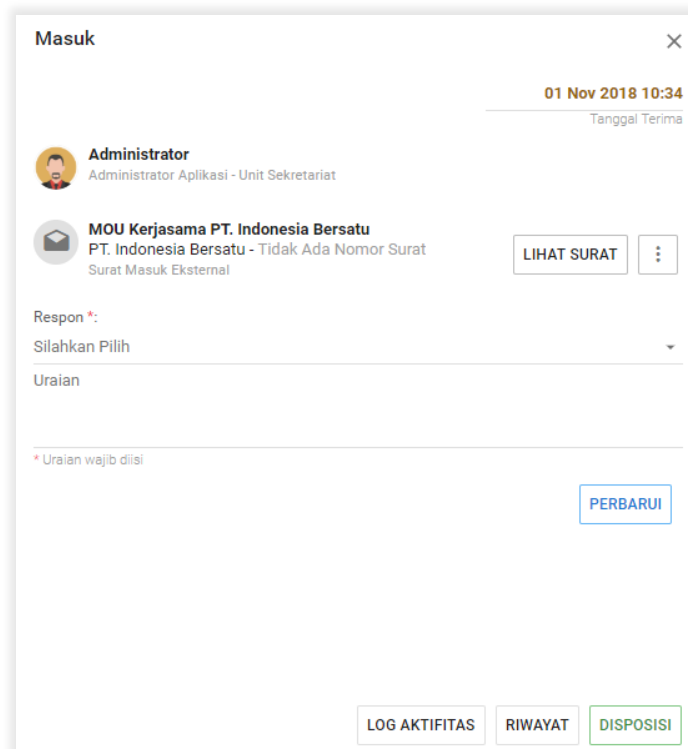 Masuk
01 Nov 2018 10:34
Tanggal Terima
Administrator
Administrator Aplikasi - Unit Sekretariat
MOU Kerjasama PT. Indonesia Bersatu
PT. Indonesia Bersatu - Tidak Ada Nomor Surat
Surat Masuk Eksternal
LIHAT SURAT
Respon *:
Silahkan Pilih
Uraian
* Uraian wajib diisi
PERBARUI
LOG AKTIFITAS RIWAYAT DISPOSISI